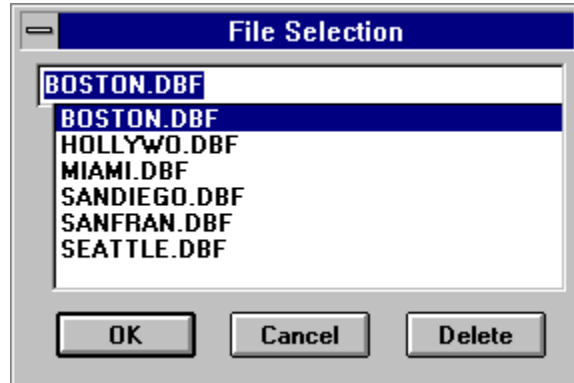 File Selection
BOSTON.DBF
BOSTON.DBF
HOLLYWO.DBF
MIAMI.DBF
SANDIEGO.DBF
SANFRAN.DBF
SEATTLE.DBF
OK Cancel Delete